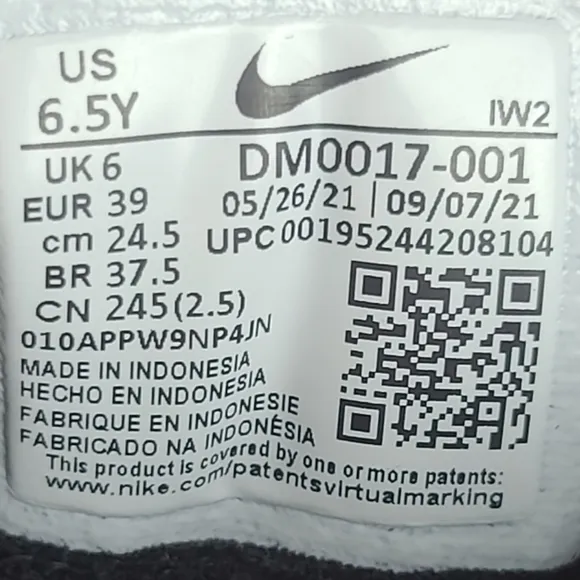 US
6.5Y
IW2
UK 6
DM0017-001
EUR 39
05/26/21 | 09/07/21
cm 24.5
UPC 00195244208104
BR 37.5
CN 245(2.5)
010APPW9NP4JN
MADE IN INDONESIA
HECHO EN INDONESIA
FABRIQUE EN INDONESIE
FABRICADO NA INDONÉSIA
This product is covered by one or more patents:
www.nike.com/patentsvirtualmarking